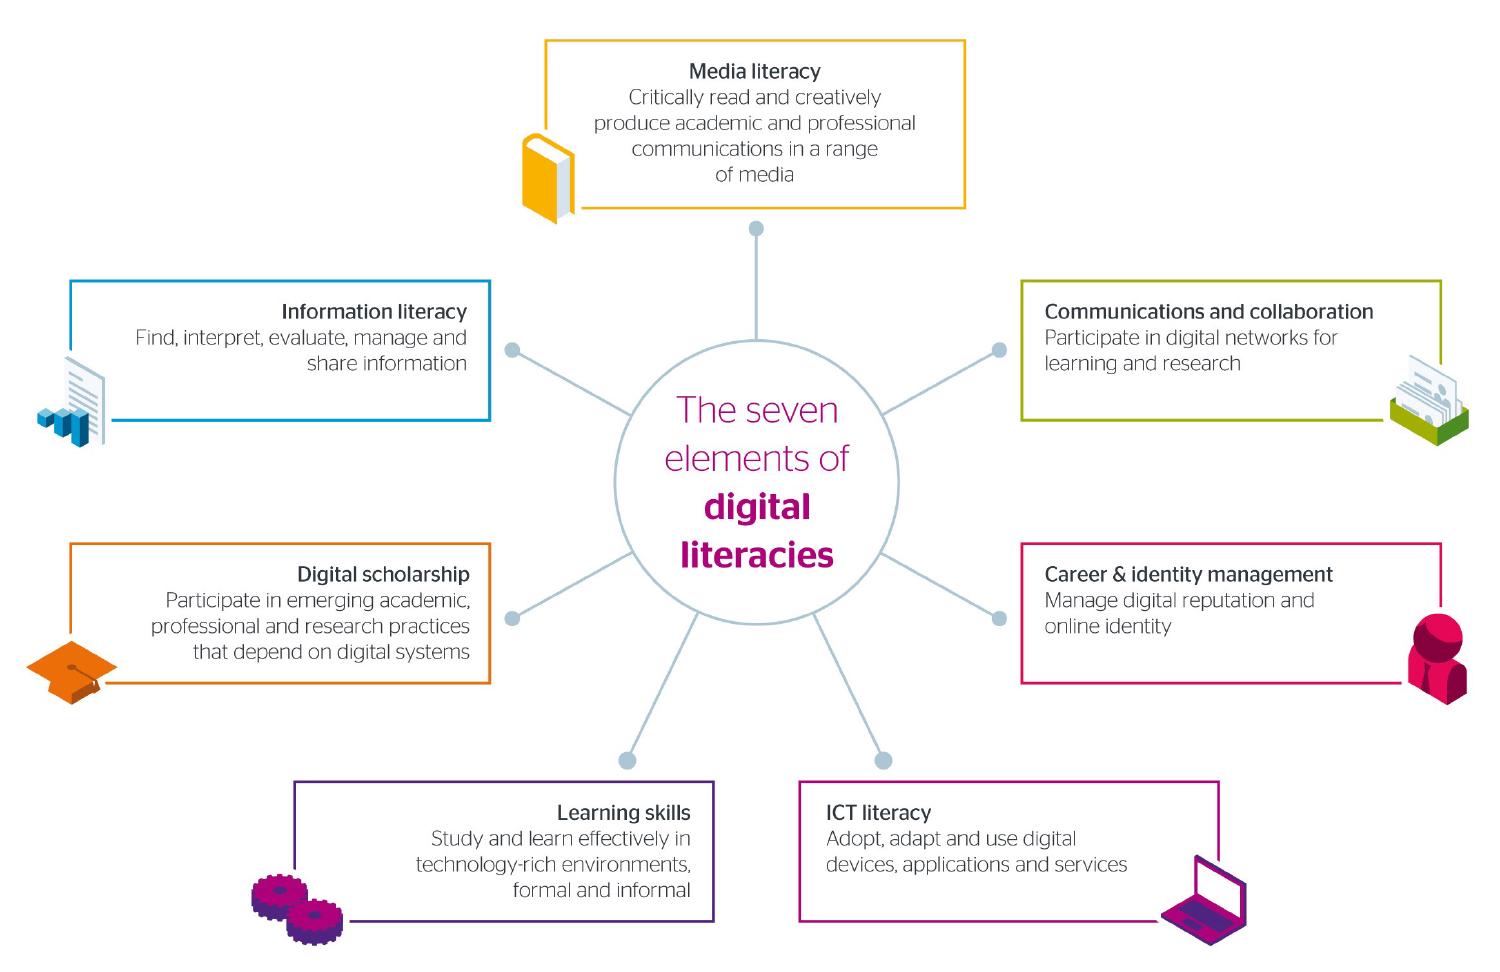 Media literacy
Critically read and creatively
produce academic and professional
communications in a range
of media
Information literacy
Find, interpret, evaluate, manage and
share information
Communications and collaboration
Participate in digital networks for
learning and research
The seven
elements of
digital
literacies
Digital scholarship
Participate in emerging academic,
professional and research practices
that depend on digital systems
Career & identity management
Manage digital reputation and
online identity
Learning skills
Study and learn effectively in
technology-rich environments,
formal and informal
ICT literacy
Adopt, adapt and use digital
devices, applications and services